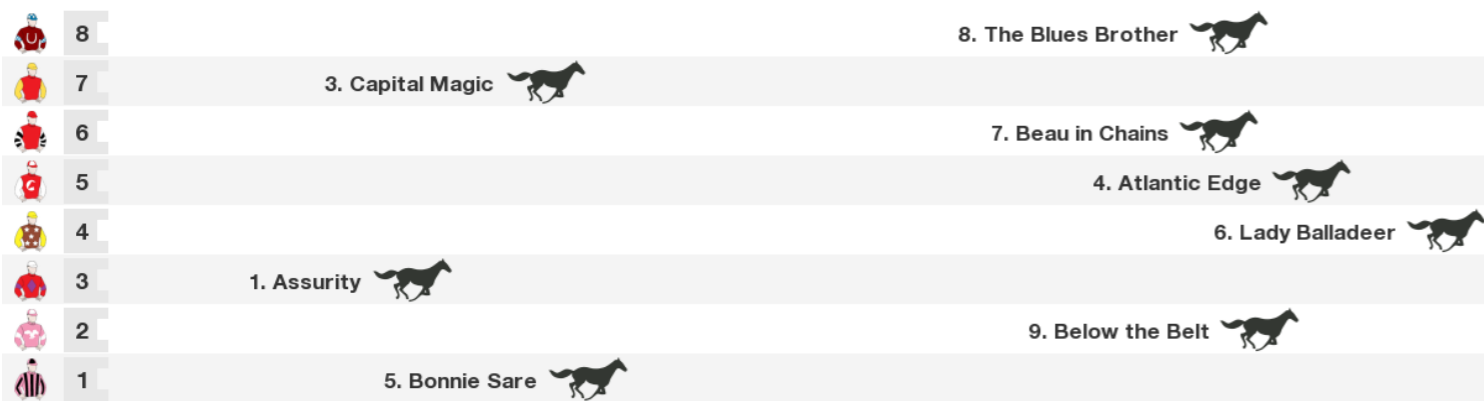 8 8. The Blues Brother
7 3. Capital Magic
6 7. Beau in Chains
5 4. Atlantic Edge
4 6. Lady Balladeer
3 1. Assurity
2 9. Below the Belt
1 5. Bonnie Sare